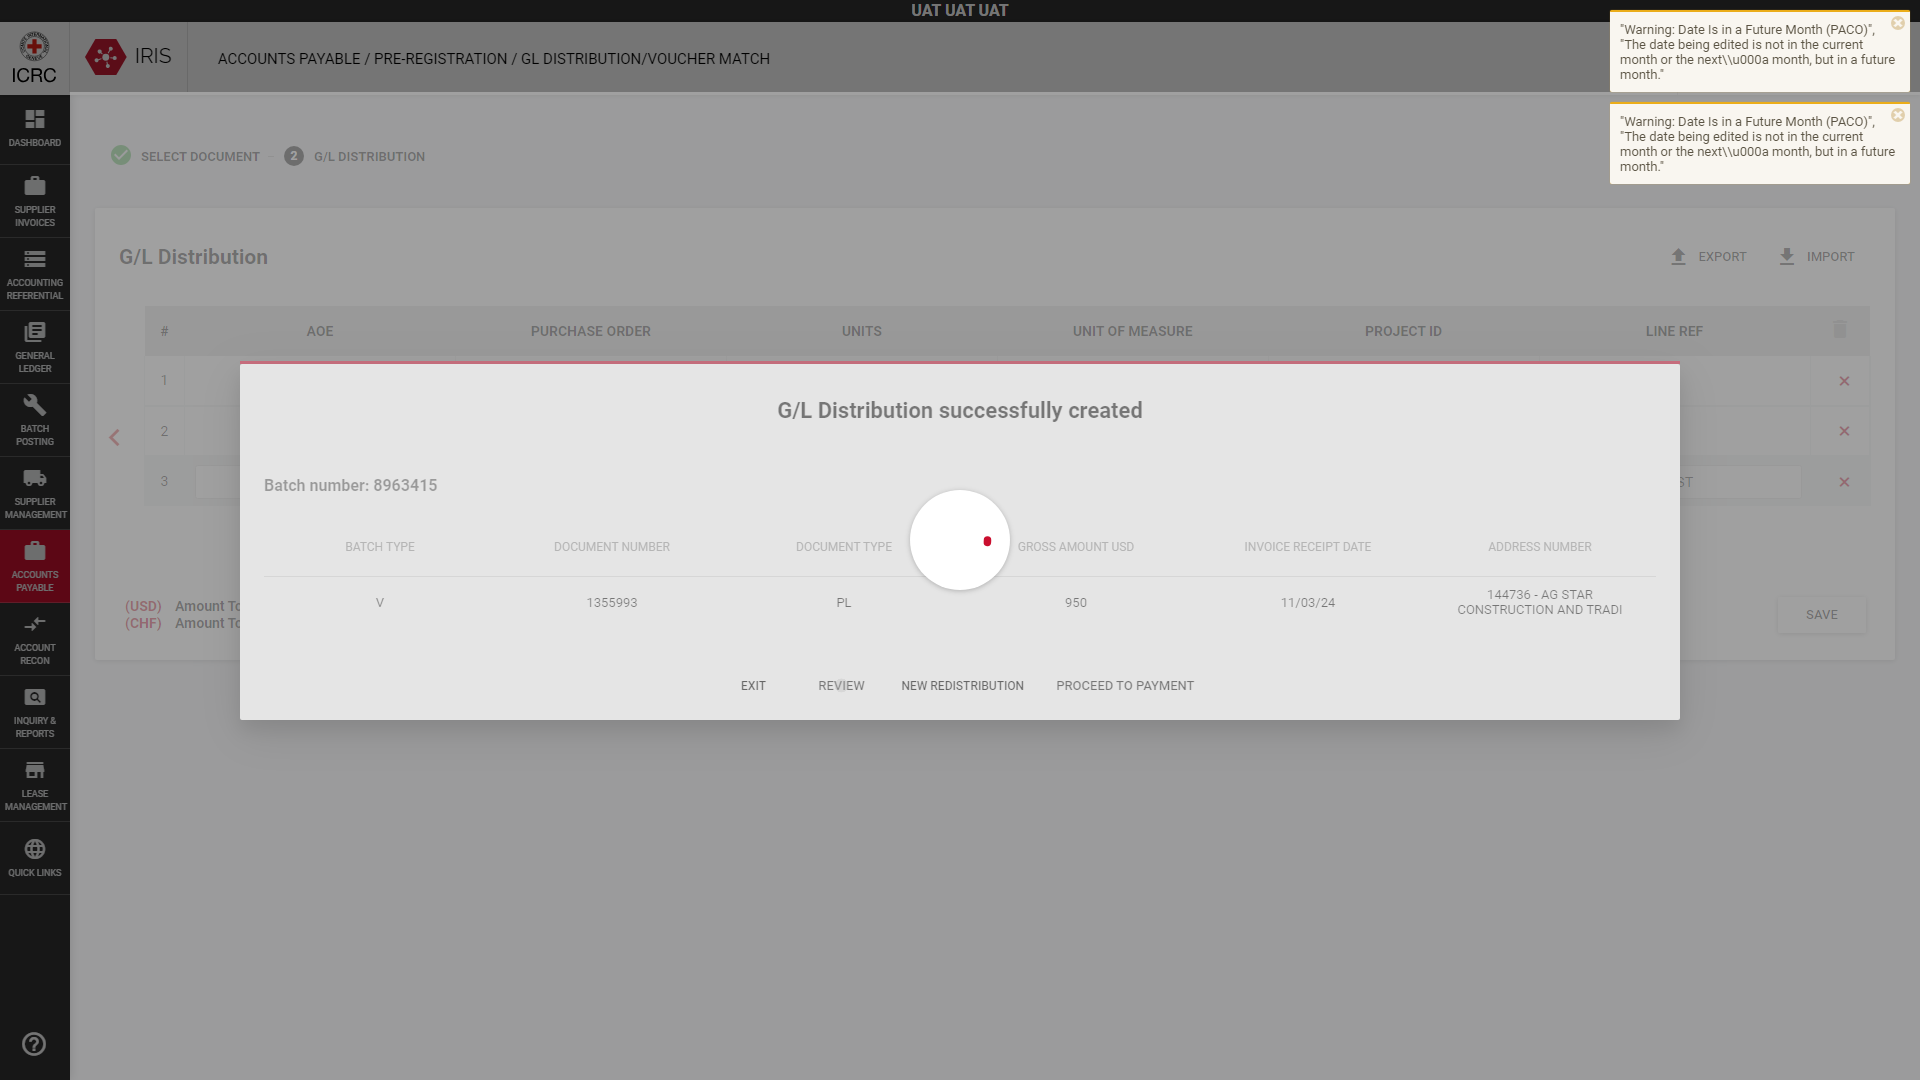 UAT UAT UAT
ICRC
IRIS
ACCOUNTS PAYABLE / PRE-REGISTRATION / GL DISTRIBUTION/VOUCHER MATCH
"Warning: Date Is in a Future Month (PACO)",
"The date being edited is not in the current
month or the next\\u000a month, but in a future
month."
"Warning: Date Is in a Future Month (PACO)",
"The date being edited is not in the current
month or the next\\u000a month, but in a future
month."
DASHBOARD
SUPPLIER
INVOICES
ACCOUNTING
REFERENTIAL
GENERAL
LEDGER
BATCH
POSTING
SUPPLIER
MANAGEMENT
ACCOUNTS
PAYABLE
ACCOUNT
RECON
INQUIRY &
REPORTS
LEASE
MANAGEMENT
QUICK LINKS
SELECT DOCUMENT
2 G/L DISTRIBUTION
G/L Distribution
EXPORT
IMPORT
# AOE PURCHASE ORDER UNITS UNIT OF MEASURE PROJECT ID LINE REF
1
2
3
ST
(USD) Amount To
(CHF) Amount To
SAVE
G/L Distribution successfully created
Batch number: 8963415
BATCH TYPE DOCUMENT NUMBER DOCUMENT TYPE GROSS AMOUNT USD INVOICE RECEIPT DATE ADDRESS NUMBER
V 1355993 PL 950 11/03/24 144736 - AG STAR
CONSTRUCTION AND TRADI
EXIT REVIEW NEW REDISTRIBUTION PROCEED TO PAYMENT